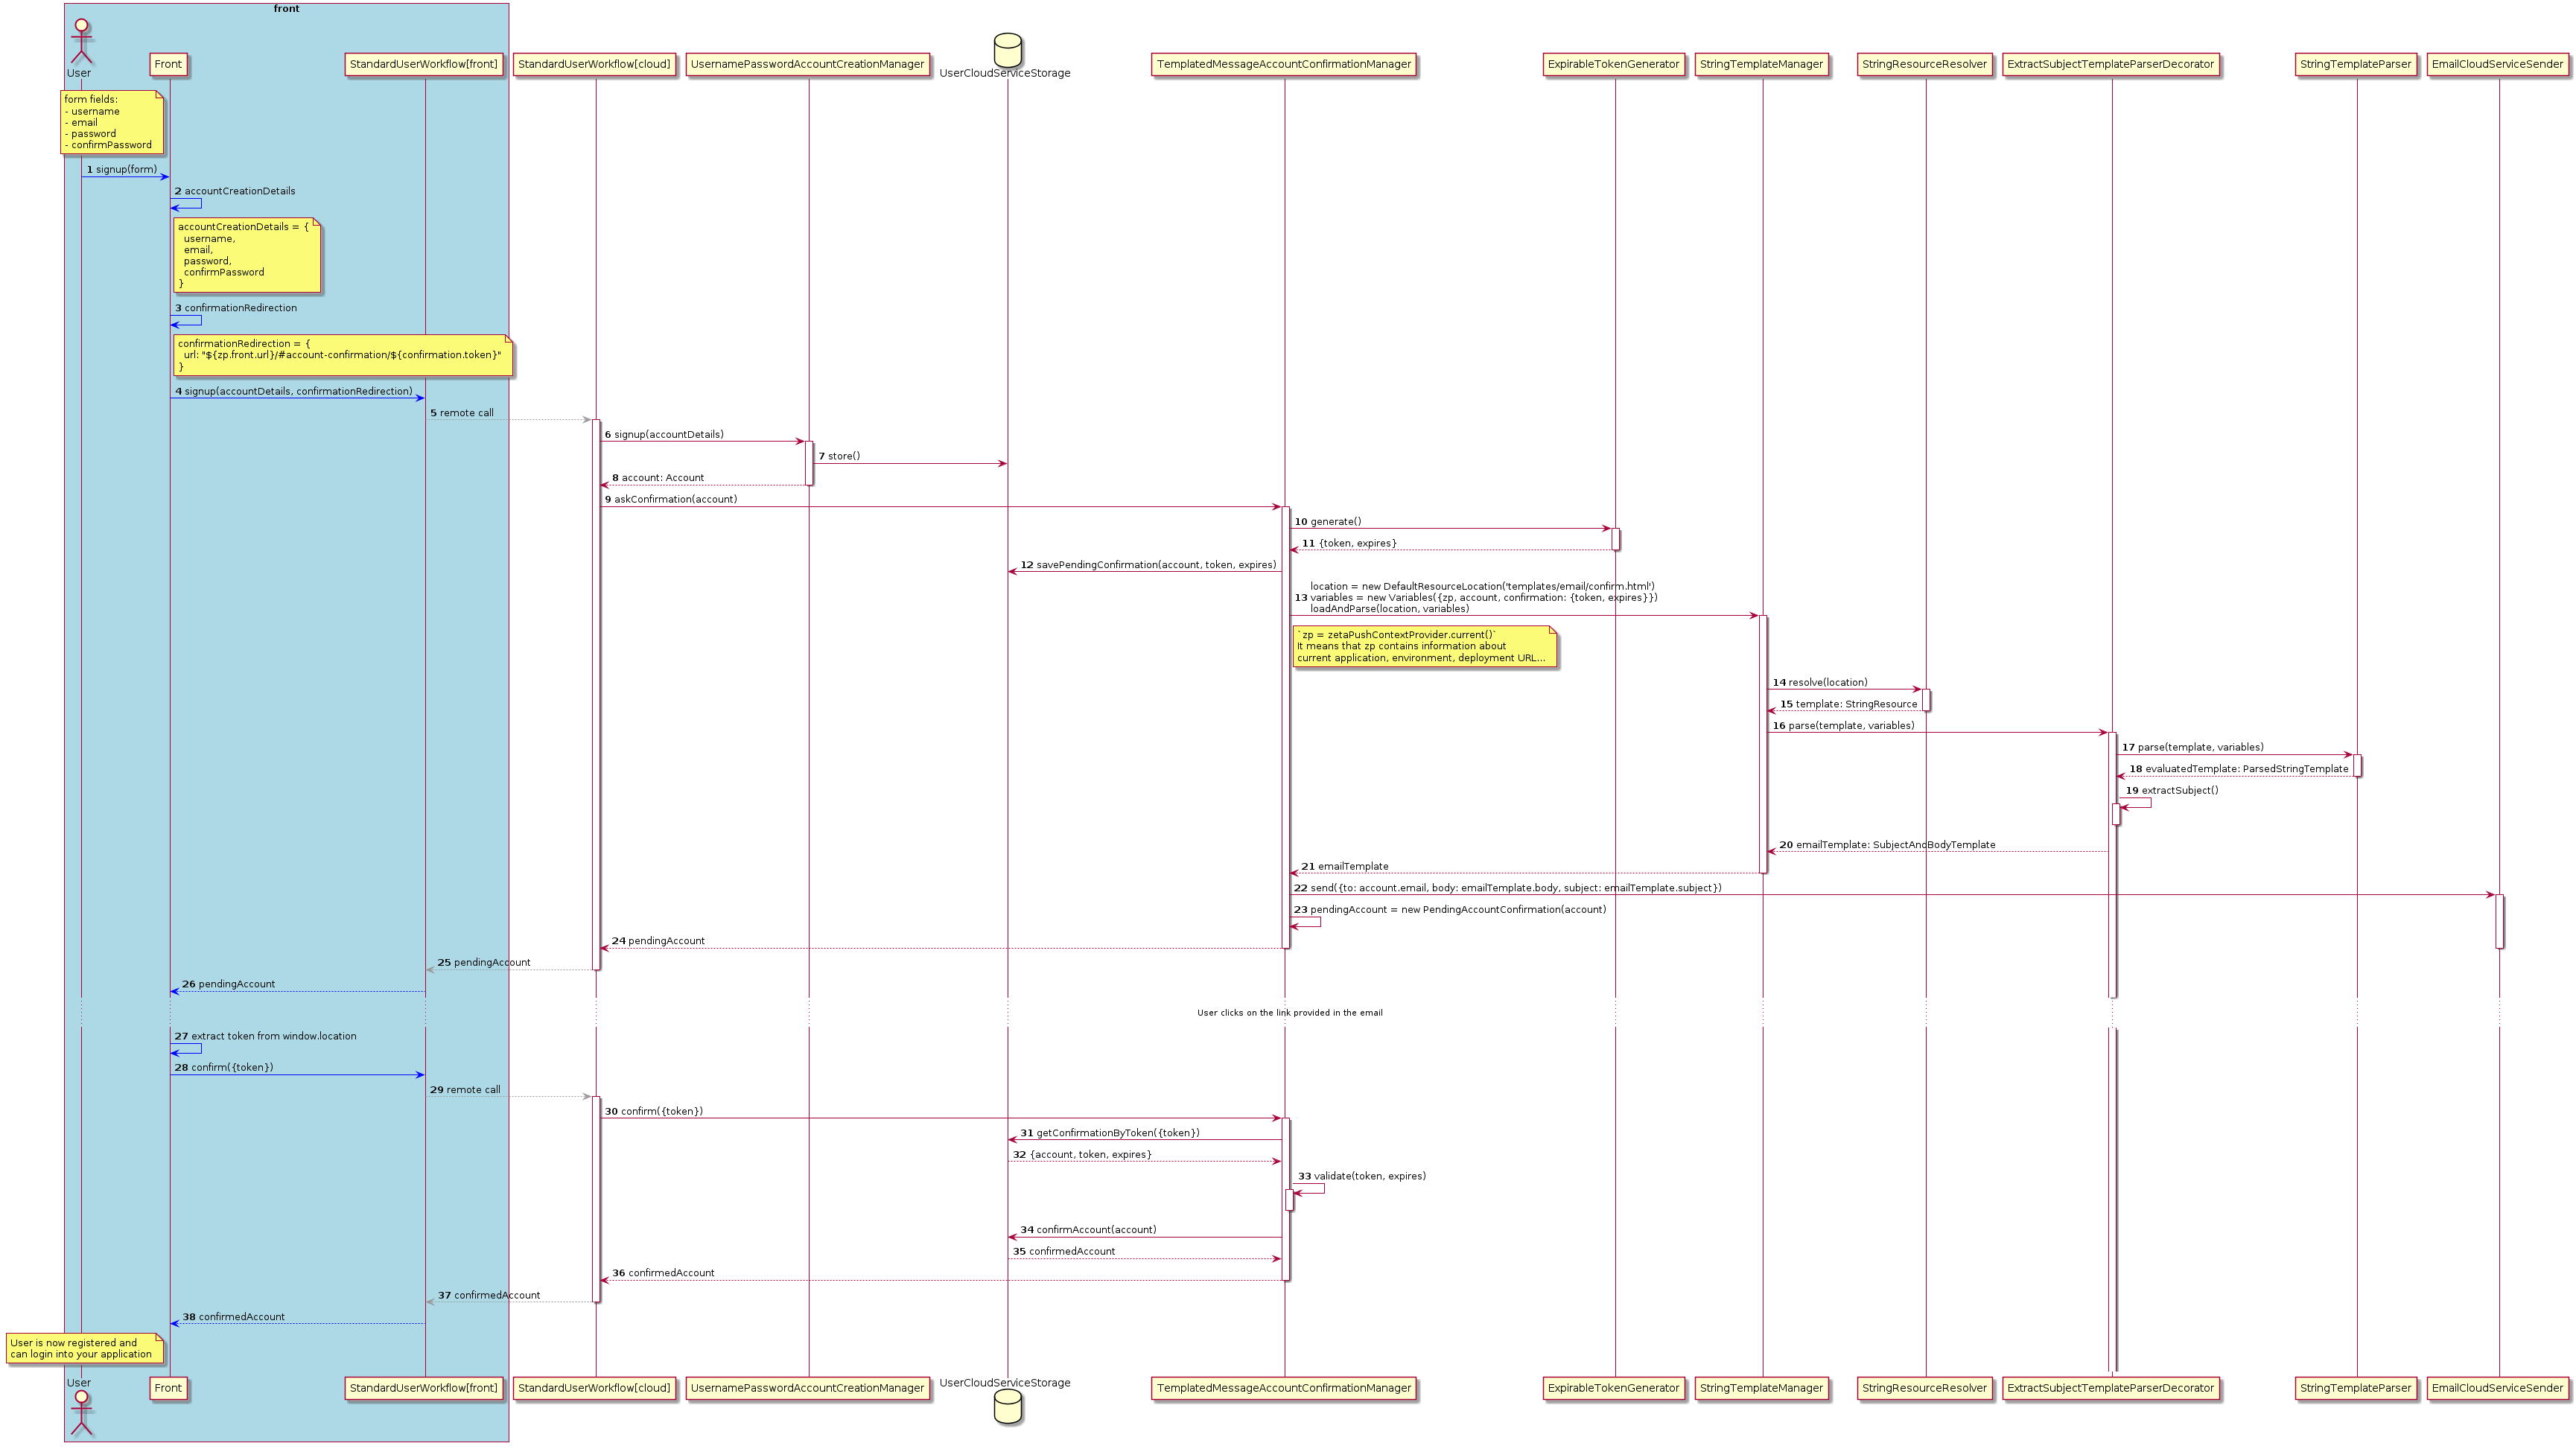 front
User
Front
StandardUserWorkflow[front]
StandardUserWorkflow[cloud]
UsernamePasswordAccountCreationManager
UserCloudServiceStorage
TemplatedMessageAccountConfirmationManager
ExpirableTokenGenerator
StringTemplateManager
StringResourceResolver
ExtractSubjectTemplateParserDecorator
StringTemplateParser
EmailCloudServiceSender
form fields:
- username
- email
- password
- confirmPassword
1 signup(form)
2 accountCreationDetails
accountCreationDetails = {
username,
email,
password,
confirmPassword
}
3 confirmationRedirection
confirmationRedirection = {
url: "${zp.front.url}/#account-confirmation/${confirmation.token}"
}
4 signup(accountDetails, confirmationRedirection)
5 remote call
6 signup(accountDetails)
7 store()
8 account: Account
9 askConfirmation(account)
10 generate()
11 {token, expires}
12 savePendingConfirmation(account, token, expires)
location = new DefaultResourceLocation('templates/email/confirm.html')
13 variables = new Variables({zp, account, confirmation: {token, expires}})
loadAndParse(location, variables)
`zp = zetaPushContextProvider.current()`
It means that zp contains information about
current application, environment, deployment URL...
14 resolve(location)
15 template: StringResource
16 parse(template, variables)
17 parse(template, variables)
18 evaluatedTemplate: ParsedStringTemplate
19 extractSubject()
20 emailTemplate: SubjectAndBodyTemplate
21 emailTemplate
22 send({to: account.email, body: emailTemplate.body, subject: emailTemplate.subject})
23 pendingAccount = new PendingAccountConfirmation(account)
24 pendingAccount
25 pendingAccount
26 pendingAccount
User clicks on the link provided in the email
27 extract token from window.location
28 confirm({token})
29 remote call
30 confirm({token})
31 getConfirmationByToken({token})
32 {account, token, expires}
33 validate(token, expires)
34 confirmAccount(account)
35 confirmedAccount
36 confirmedAccount
37 confirmedAccount
38 confirmedAccount
User is now registered and
can login into your application
User
Front
StandardUserWorkflow[front]
StandardUserWorkflow[cloud]
UsernamePasswordAccountCreationManager
UserCloudServiceStorage
TemplatedMessageAccountConfirmationManager
ExpirableTokenGenerator
StringTemplateManager
StringResourceResolver
ExtractSubjectTemplateParserDecorator
StringTemplateParser
EmailCloudServiceSender